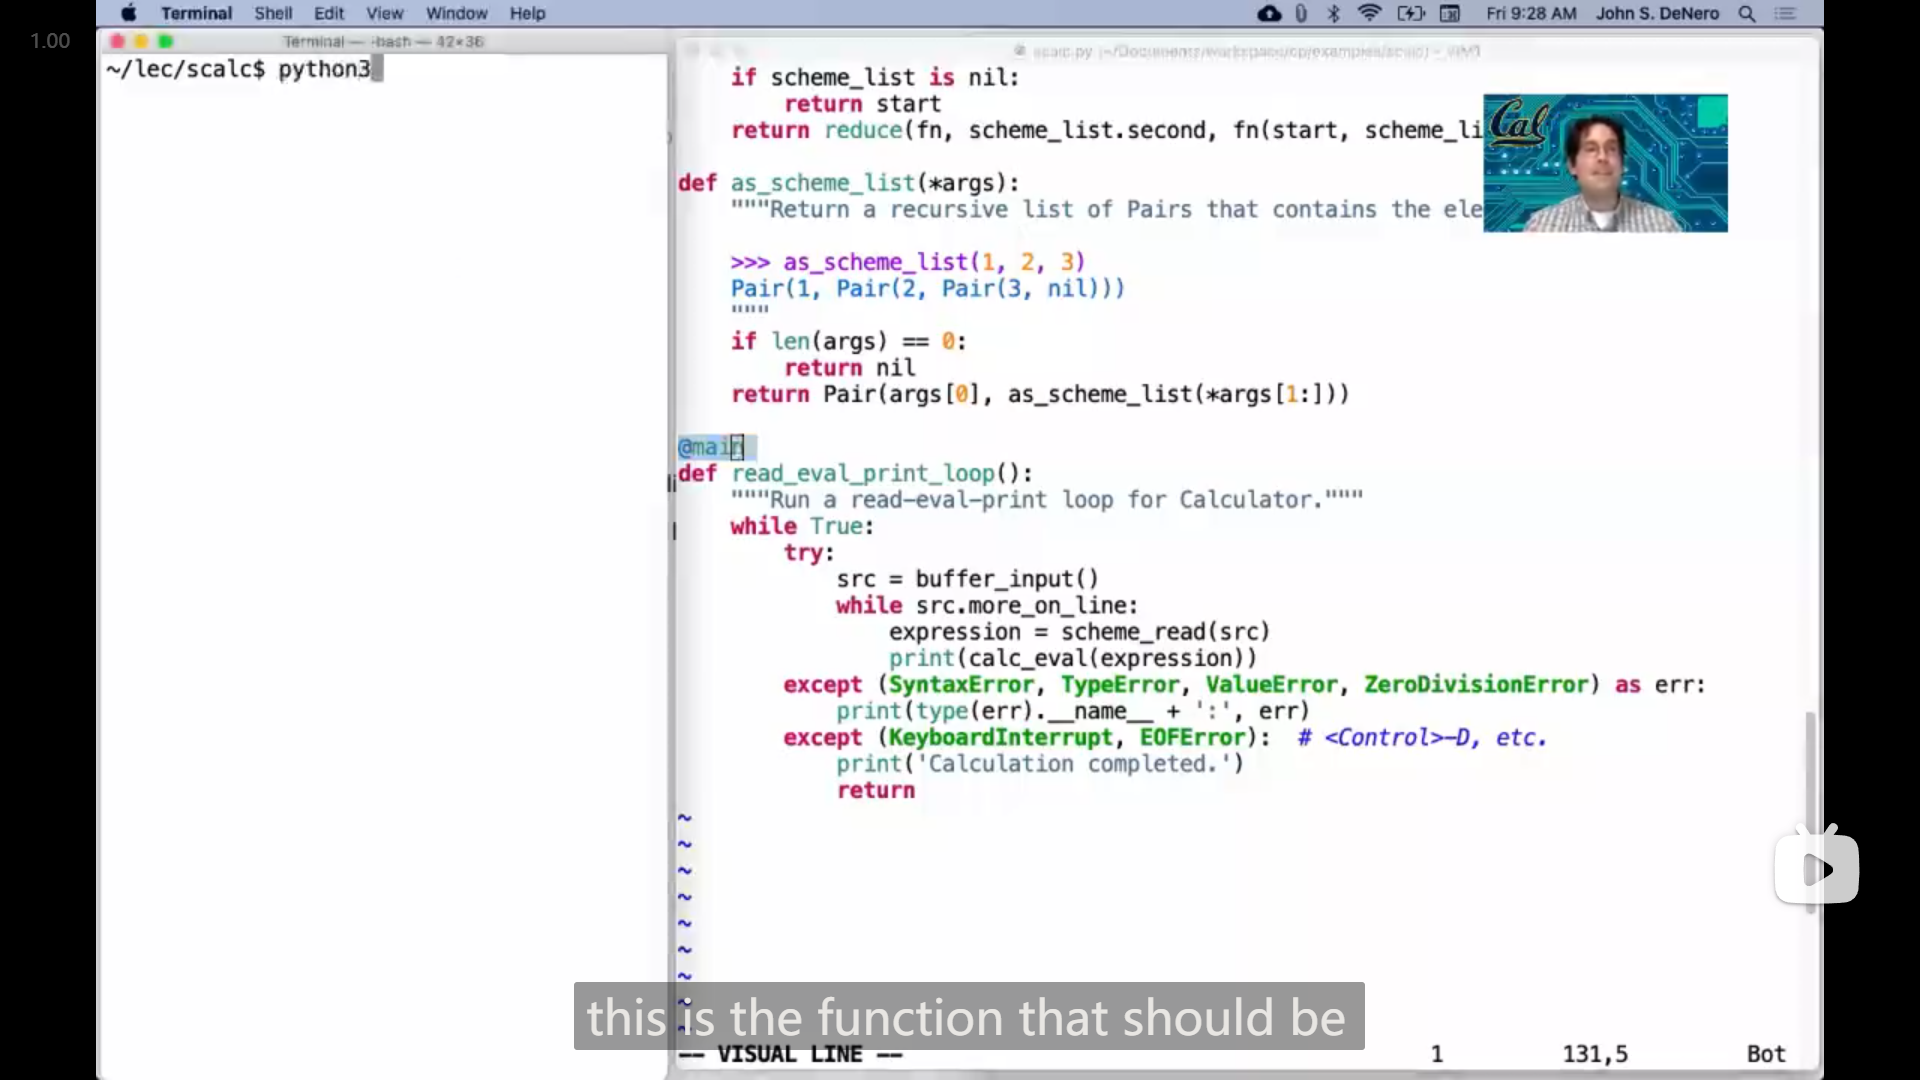 Terminal Shell Edit View Window Help Fri 9:28 AM John S. DeNero
1.00
Terminal — -bash — 42×36
~/lec/scalc$ python3
    if scheme_list is nil:
        return start
    return reduce(fn, scheme_list.second, fn(start, scheme_li
def as_scheme_list(*args):
    """Return a recursive list of Pairs that contains the ele
    >>> as_scheme_list(1, 2, 3)
    Pair(1, Pair(2, Pair(3, nil)))
    """
    if len(args) == 0:
        return nil
    return Pair(args[0], as_scheme_list(*args[1:]))
@main
def read_eval_print_loop():
    """Run a read-eval-print loop for Calculator."""
    while True:
        try:
            src = buffer_input()
            while src.more_on_line:
                expression = scheme_read(src)
                print(calc_eval(expression))
        except (SyntaxError, TypeError, ValueError, ZeroDivisionError) as err:
            print(type(err).__name__ + ':', err)
        except (KeyboardInterrupt, EOFError):  # <Control>-D, etc.
            print('Calculation completed.')
            return
~
~
~
~
~
~
~
~
~
-- VISUAL LINE -- 1 131,5 Bot
Cal
this is the function that should be